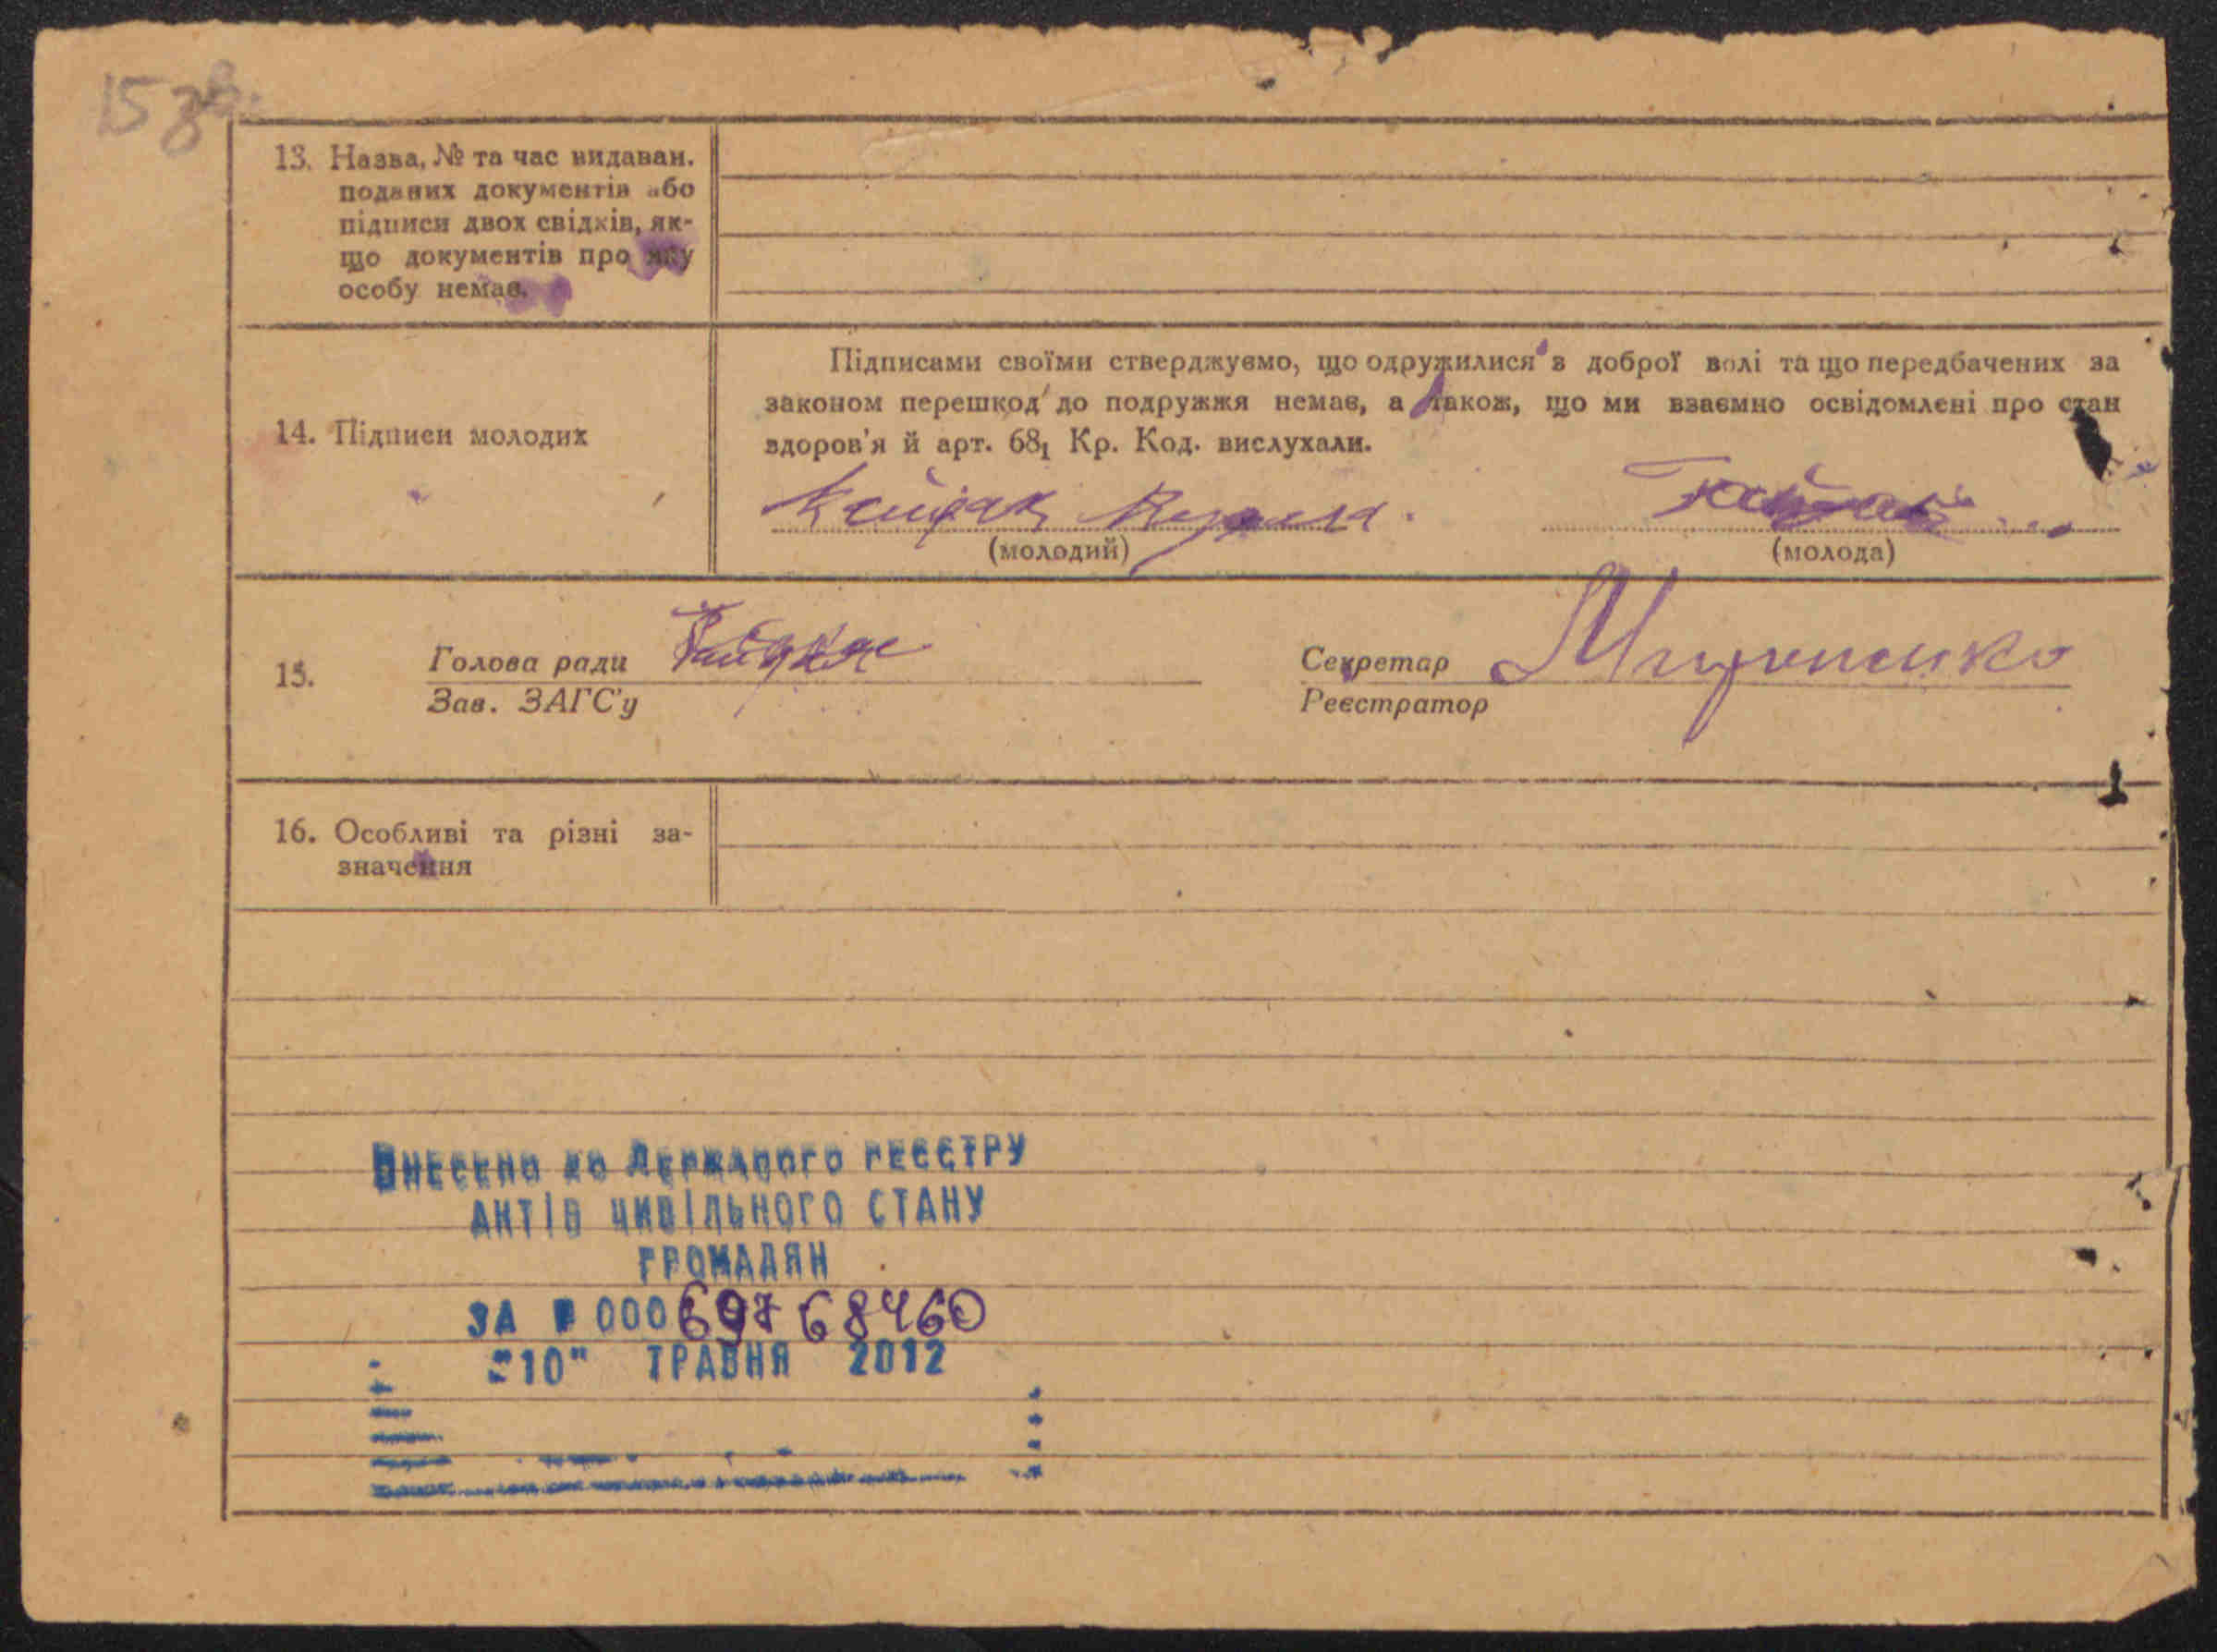 15 зв.
13. Назва, № та час видаван.
поданих документів або
підписи двох свідків, як-
що документів про яку
особу немає.
14. Підписи молодих
Підписами своїми стверджуємо, що одружилися з доброї волі та що передбачених за
законом перешкод до подружжя немає, а також, що ми взаємно освідомлені про стан
здоров'я й арт. 68₁ Кр. Код. вислухали.
(молодий)
(молода)
15.
Голова ради
Зав. ЗАГС'у
Секретар
Реєстратор
16. Особливі та різні за-
значення
ВНЕСЕНО ДО ДЕРЖАВОГО РЕЄСТРУ
АКТІВ ЦИВІЛЬНОГО СТАНУ
ГРОМАДЯН
ЗА № 00069768460
"10" ТРАВНЯ 2012